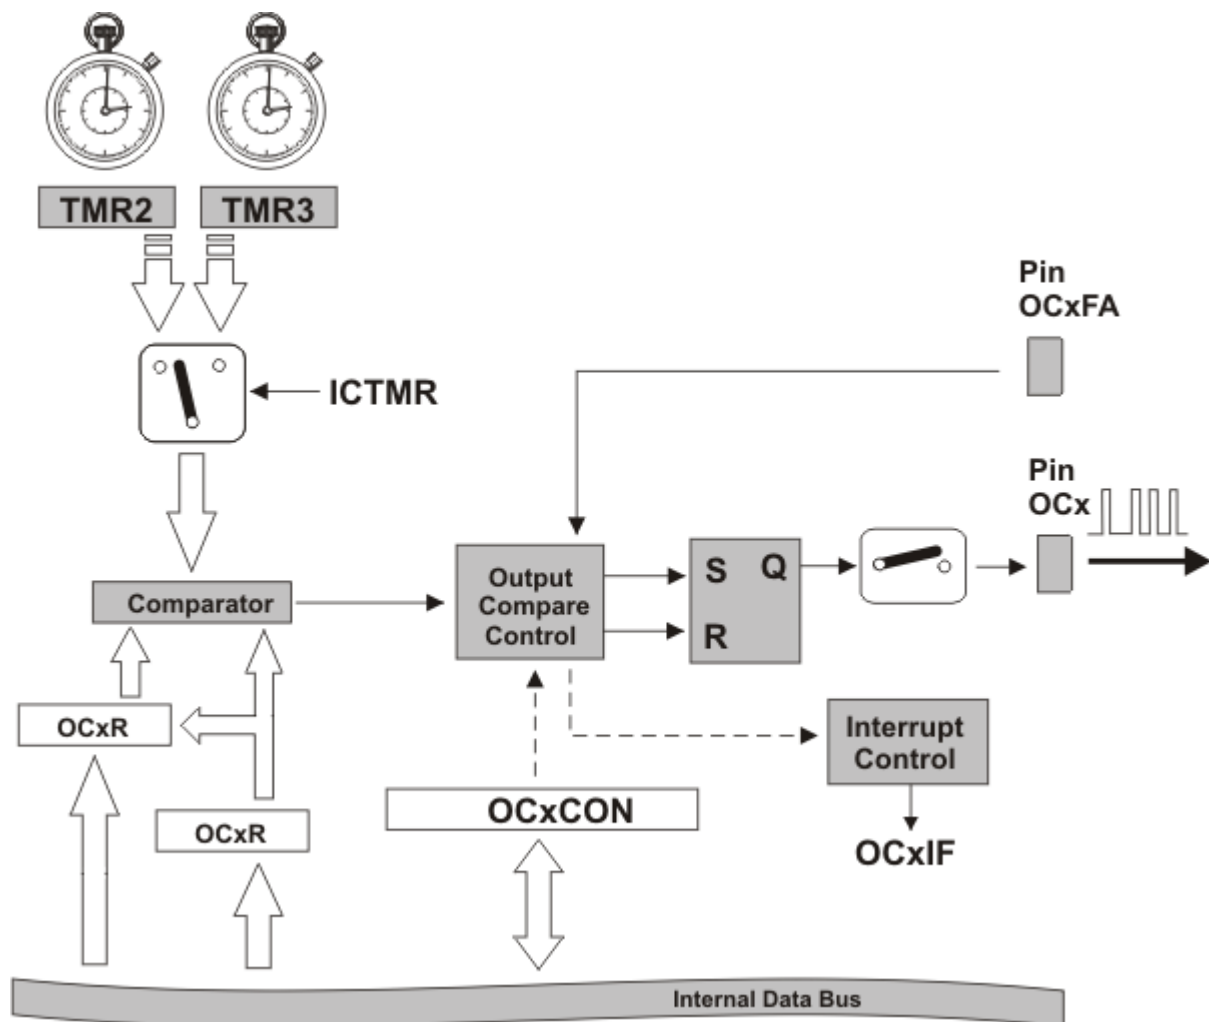 TMR2
TMR3
Pin
OCxFA
ICTMR
Pin
OCx
Output
Compare
Control
S
Q
R
Comparator
OCxR
Interrupt
Control
OCxCON
OCxR
OCxIF
Internal Data Bus